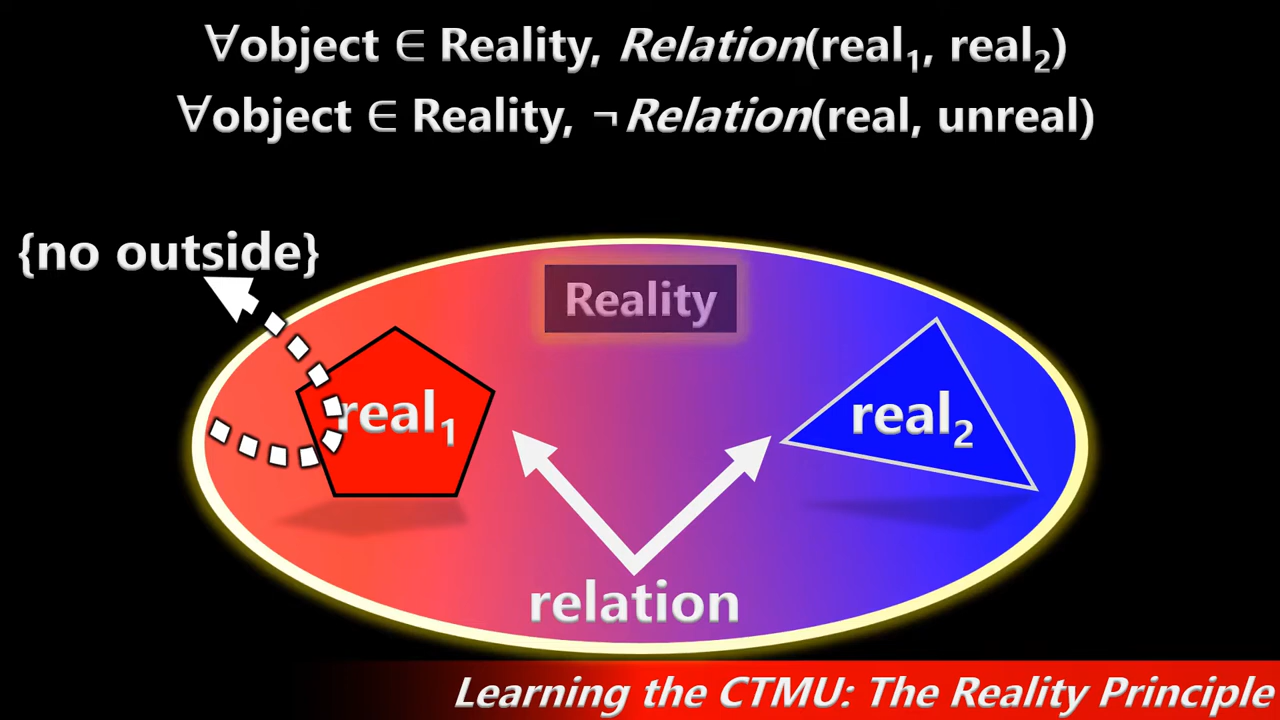 ∀object ∈ Reality, Relation(real₁, real₂)
∀object ∈ Reality, ¬Relation(real, unreal)
{no outside}
Reality
real₁
real₂
relation
Learning the CTMU: The Reality Principle